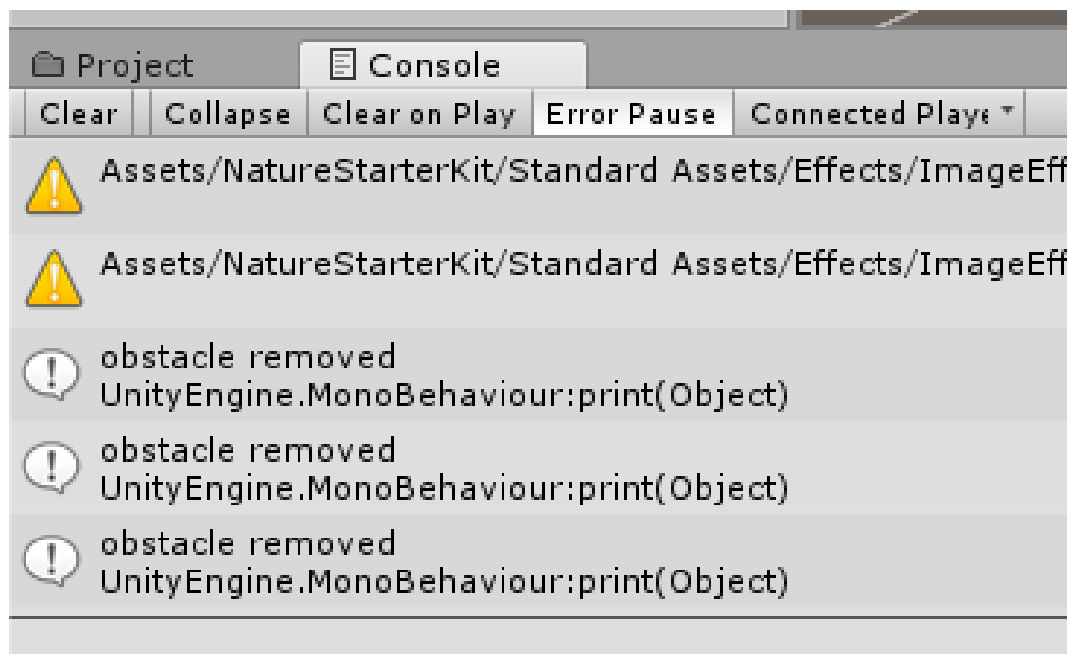 Project Console
Clear Collapse Clear on Play Error Pause Connected Playe
Assets/NatureStarterKit/Standard Assets/Effects/ImageEff
Assets/NatureStarterKit/Standard Assets/Effects/ImageEff
obstacle removed
UnityEngine.MonoBehaviour:print(Object)
obstacle removed
UnityEngine.MonoBehaviour:print(Object)
obstacle removed
UnityEngine.MonoBehaviour:print(Object)